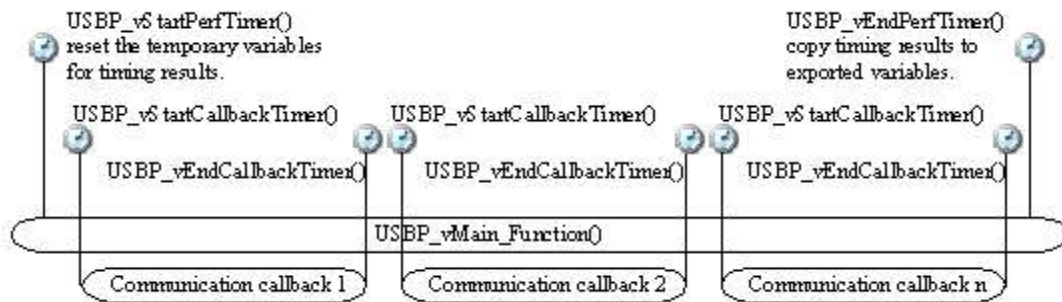 USBP_vStartPerfTimer()
reset the temporary variables
for timing results.
USBP_vEndPerfTimer()
copy timing results to
exported variables.
USBP_vStartCallbackTimer()
USBP_vStartCallbackTimer()
USBP_vStartCallbackTimer()
USBP_vEndCallbackTimer()
USBP_vEndCallbackTimer()
USBP_vEndCallbackTimer()
USBP_vMain_Function()
Communication callback 1
Communication callback 2
Communication callback n